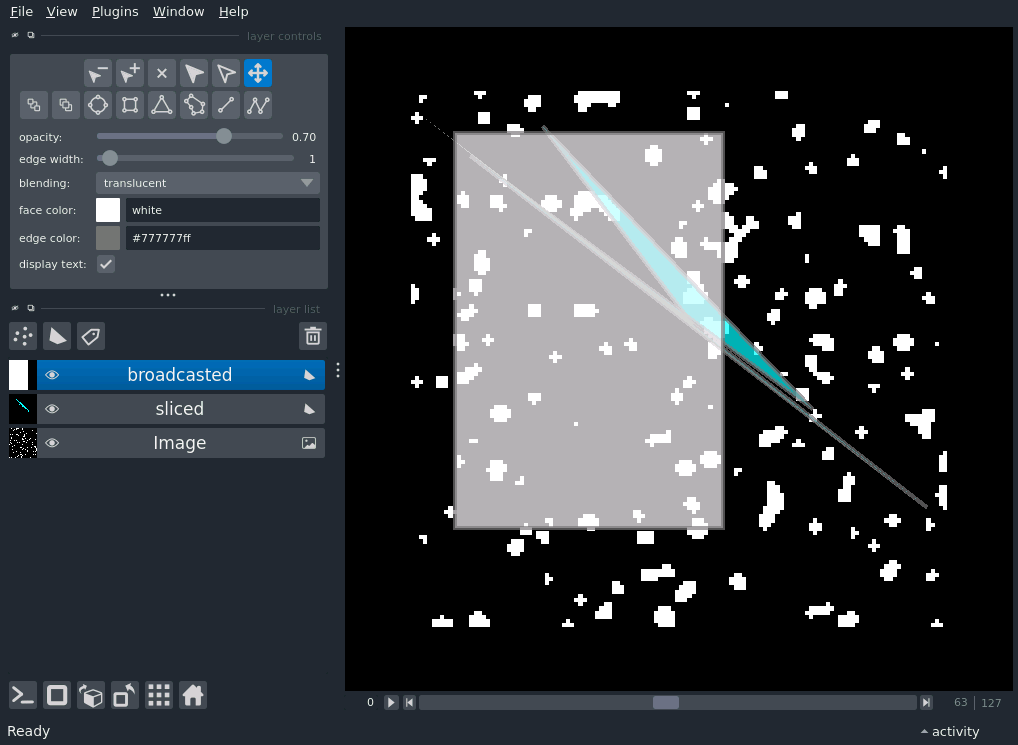 File View Plugins Window Help
layer controls
opacity: 0.70
edge width: 1
blending: translucent
face color: white
edge color: #777777ff
display text:
layer list
broadcasted
sliced
Image
0 63 127
Ready activity